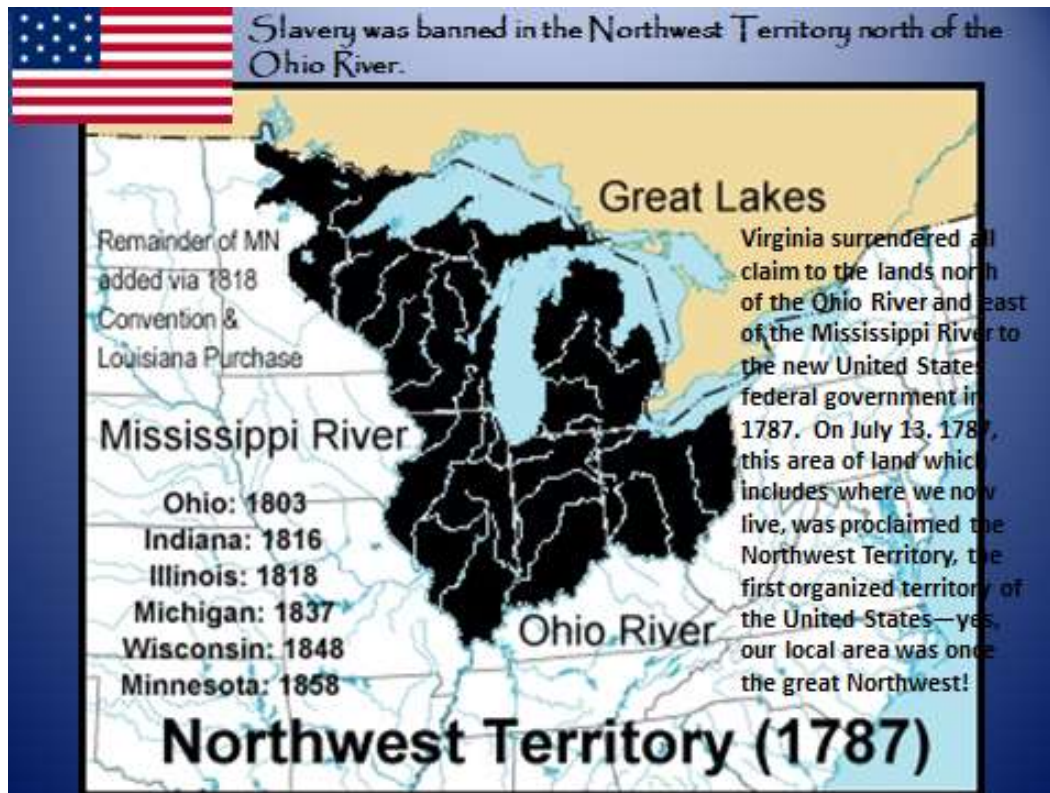 Slavery was banned in the Northwest Territory north of the
Ohio River.
Great Lakes
Remainder of MN
added via 1818
Convention &
Louisiana Purchase
Virginia surrendered all
claim to the lands north
of the Ohio River and east
of the Mississippi River to
the new United States
federal government in
1787. On July 13. 1787,
this area of land which
includes where we now
live, was proclaimed the
Northwest Territory, the
first organized territory of
the United States—yes,
our local area was once
the great Northwest!
Mississippi River
Ohio: 1803
Indiana: 1816
Illinois: 1818
Michigan: 1837
Wisconsin: 1848
Minnesota: 1858
Ohio River
Northwest Territory (1787)